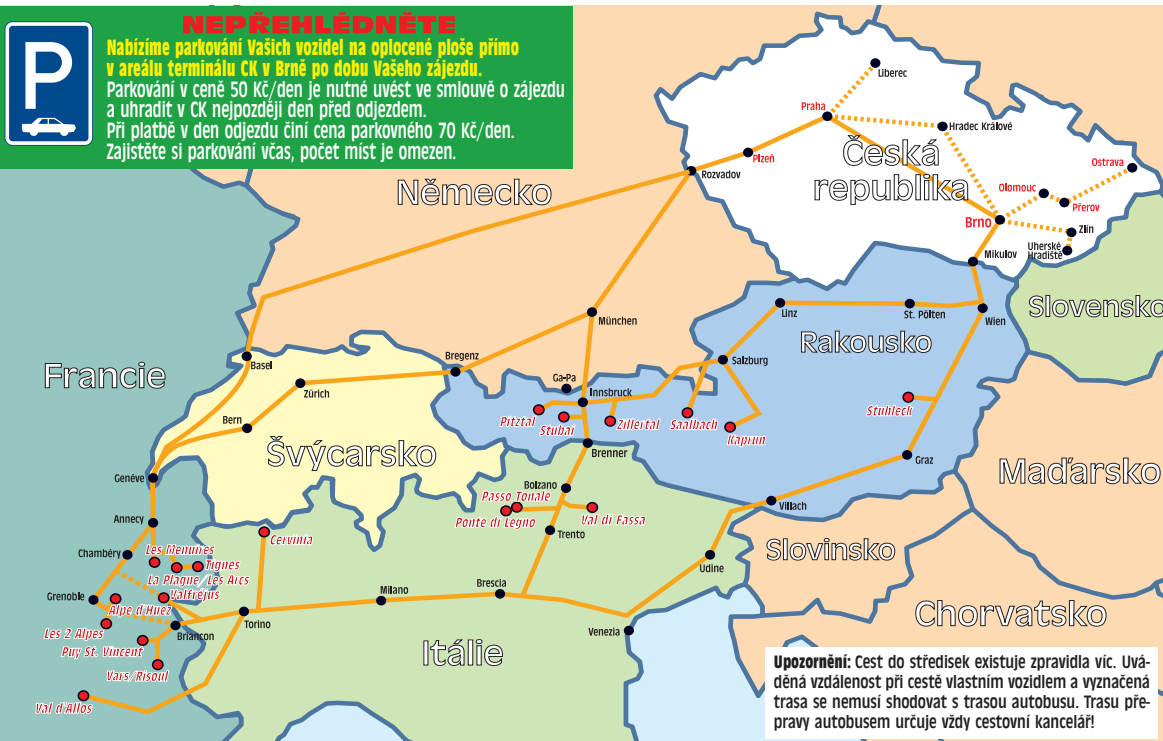 NEPŘEHLÉDNĚTE
P
Nabízíme parkování Vašich vozidel na oplocené ploše přímo
v areálu terminálu CK v Brně po dobu Vašeho zájezdu.
Parkování v ceně 50 Kč/den je nutné uvést ve smlouvě o zájezdu
a uhradit v CK nejpozději den před odjezdem.
Při platbě v den odjezdu činí cena parkovného 70 Kč/den.
Zajistěte si parkování včas, počet míst je omezen.
Liberec
Praha
Hradec Králové
Česká
republika
Plzeň
Rozvadov
Ostrava
Olomouc
Přerov
Brno
Zlín
Uherské
Hradiště
Mikulov
Německo
Slovensko
München
Linz
St. Pölten
Wien
Rakousko
Salzburg
Bregenz
Basel
Francie
Zürich
Ga-Pa
Innsbruck
Pitztal
Stubai
Zillertal
Saalbach
Kaprun
Stuhleck
Bern
Švýcarsko
Brenner
Graz
Maďarsko
Genéve
Bolzano
Passo Tonale
Ponte di Legno
Val di Fassa
Villach
Annecy
Trento
Cervinia
Slovinsko
Chambéry
Les Menuires
Tignes
La Plagne/Les Arcs
Udine
Valfrejus
Brescia
Milano
Grenoble
Alpe d'Huez
Torino
Chorvatsko
Les 2 Alpes
Briancon
Venezia
Puy St. Vincent
Itálie
Vars/Risoul
Val d'Allos
Upozornění: Cest do středisek existuje zpravidla víc. Uvá-
děná vzdálenost při cestě vlastním vozidlem a vyznačená
trasa se nemusí shodovat s trasou autobusu. Trasu pře-
pravy autobusem určuje vždy cestovní kancelář!